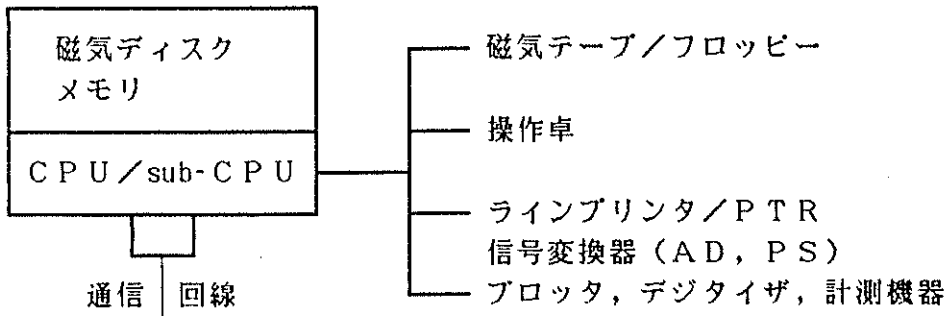 磁気ディスク
メモリ
CPU/sub-CPU
通信 回線
磁気テープ/フロッピー
操作卓
ラインプリンタ/PTR
信号変換器(AD,PS)
プロッタ,デジタイザ,計測機器